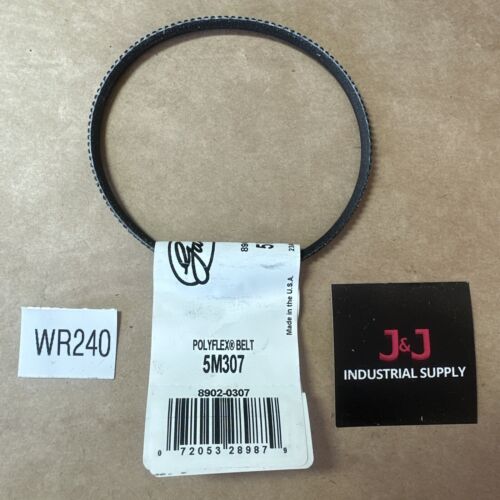 Made in the U.S.A.
WR240
POLYFLEX® BELT
5M307
8902-0307
0 72053 28987 9
J&J
INDUSTRIAL SUPPLY